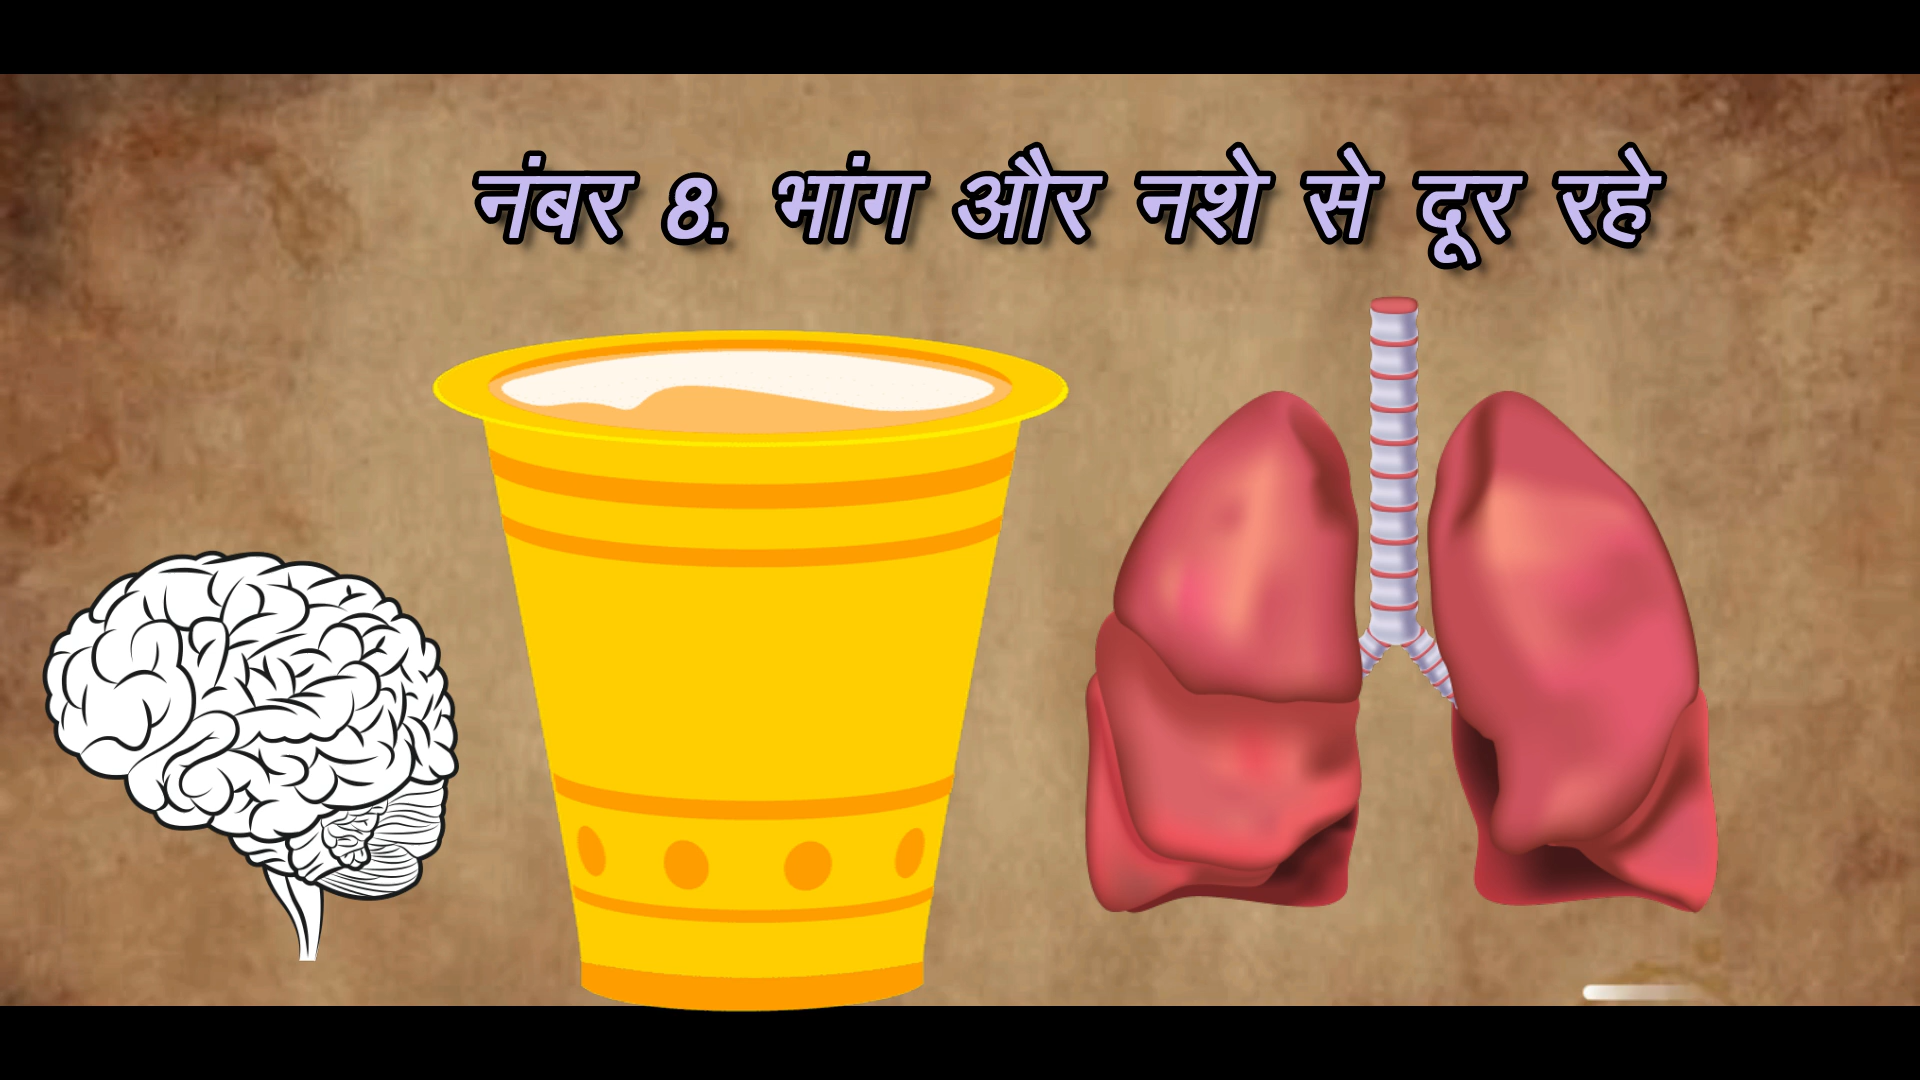 नंबर 8. भांग और नशे से दूर रहे